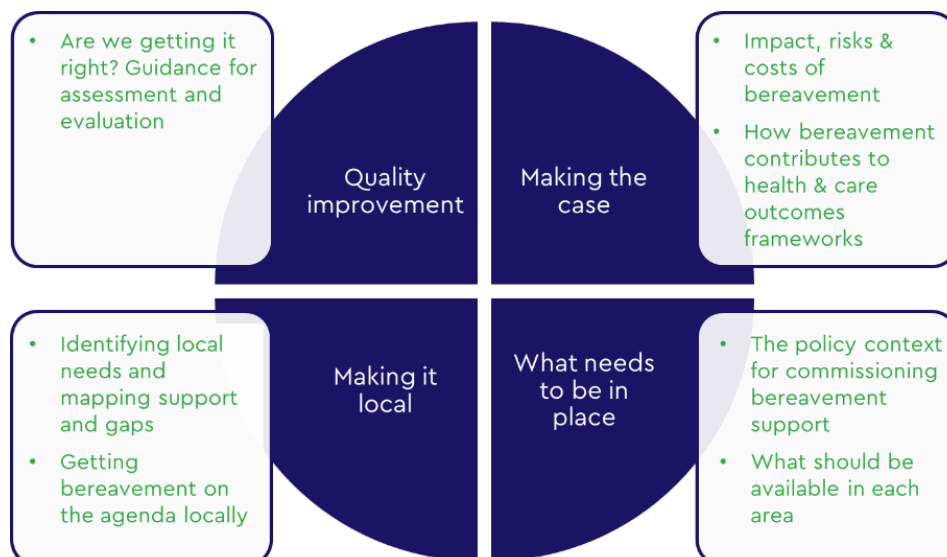 • Are we getting it
right? Guidance for
assessment and
evaluation
Quality
improvement
Making the
case
• Impact, risks &
costs of
bereavement
• How bereavement
contributes to
health & care
outcomes
frameworks
• Identifying local
needs and
mapping support
and gaps
• Getting
bereavement on
the agenda locally
Making it
local
What needs
to be in
place
• The policy context
for commissioning
bereavement
support
• What should be
available in each
area